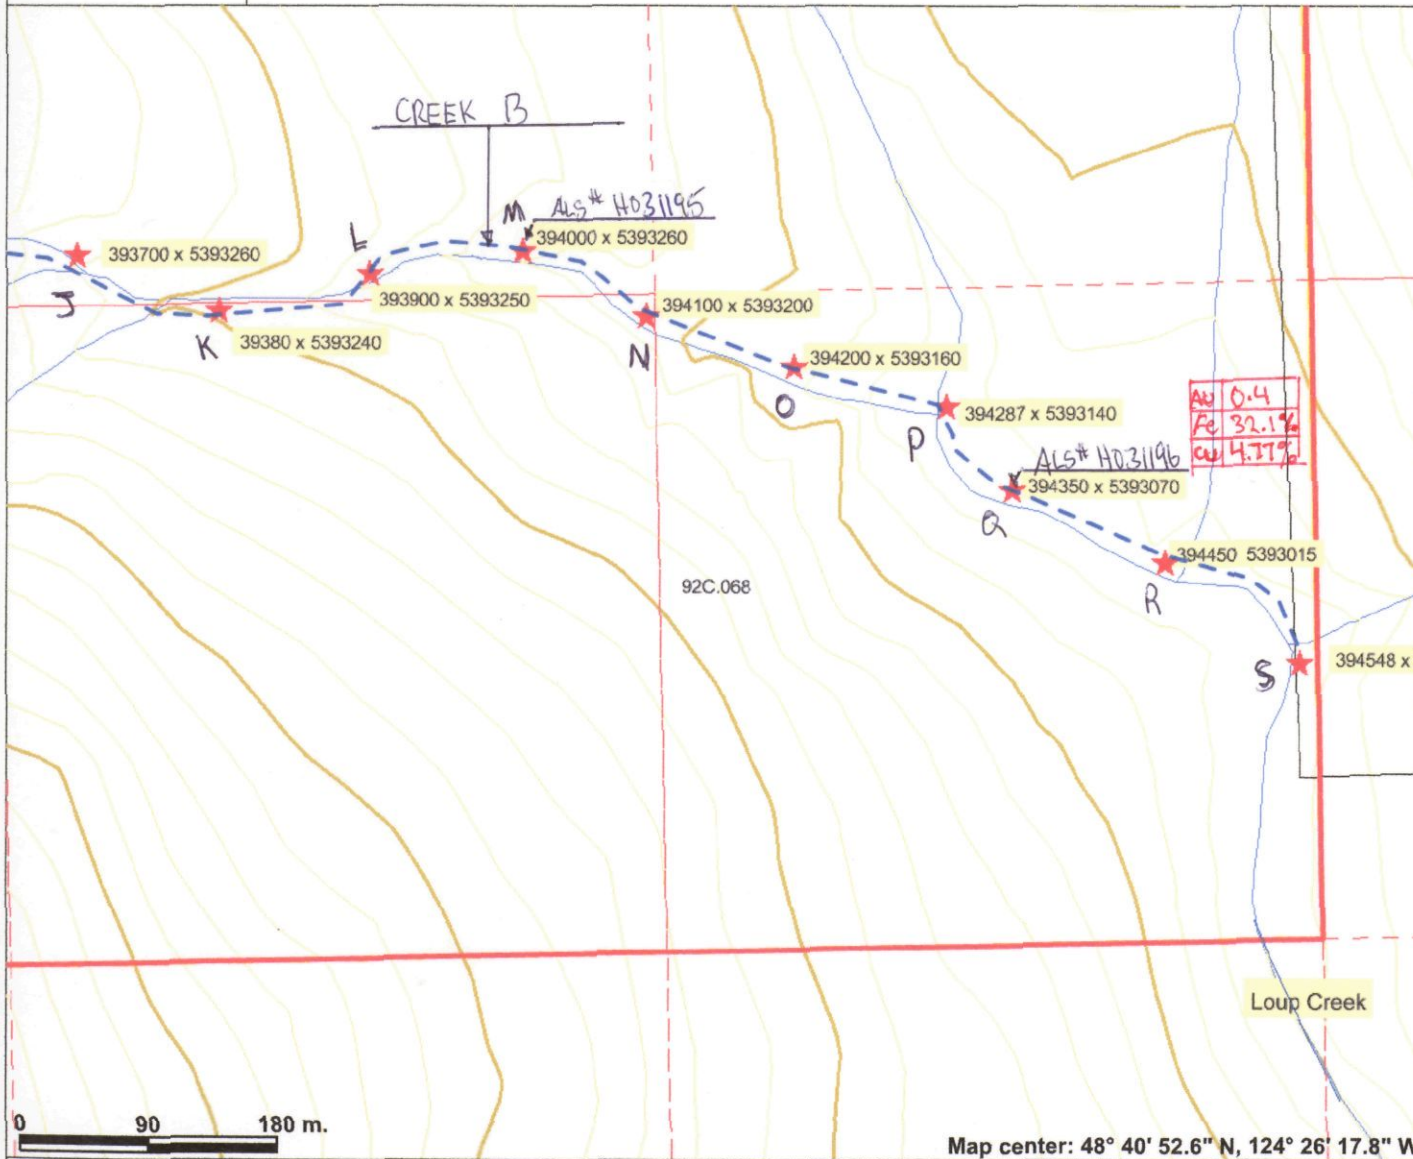 CREEK B
M ALS# H031195
394000 x 5393260
L
393700 x 5393260
J
393900 x 5393250
394100 x 5393200
K
39380 x 5393240
N
394200 x 5393160
O
Au 0.4
Fe 32.1%
Cu 4.77%
394287 x 5393140
P
ALS# H031196
394350 x 5393070
Q
394450 5393015
R
92C.068
S
394548 x
Loup Creek
0 90 180 m.
Map center: 48° 40' 52.6" N, 124° 26' 17.8" W